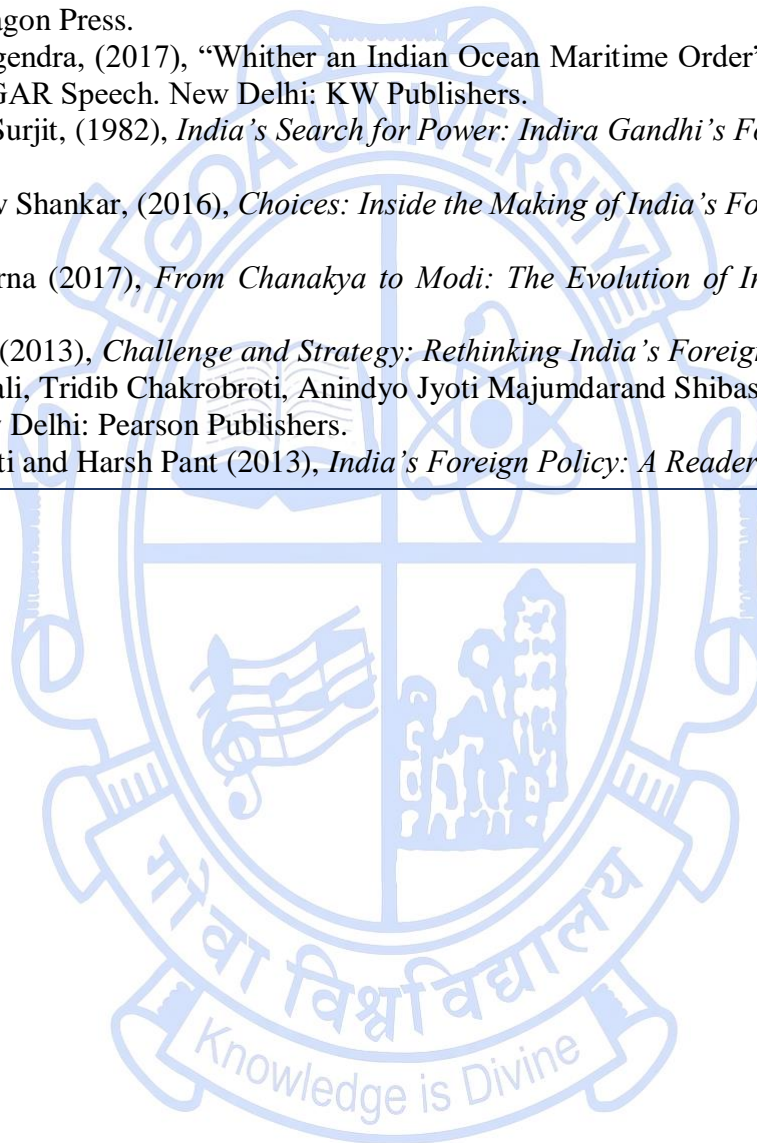 agon Press.
gendra, (2017), “Whither an Indian Ocean Maritime Order”
GAR Speech. New Delhi: KW Publishers.
Surjit, (1982), India’s Search for Power: Indira Gandhi’s Fo
v Shankar, (2016), Choices: Inside the Making of India’s Fo
rna (2017), From Chanakya to Modi: The Evolution of In
(2013), Challenge and Strategy: Rethinking India’s Foreign
ali, Tridib Chakrobroti, Anindyo Jyoti Majumdarand Shibas
v Delhi: Pearson Publishers.
ti and Harsh Pant (2013), India’s Foreign Policy: A Reader
GOA UNIVERSITY
गोंवा विश्वविद्यालय
Knowledge is Divine